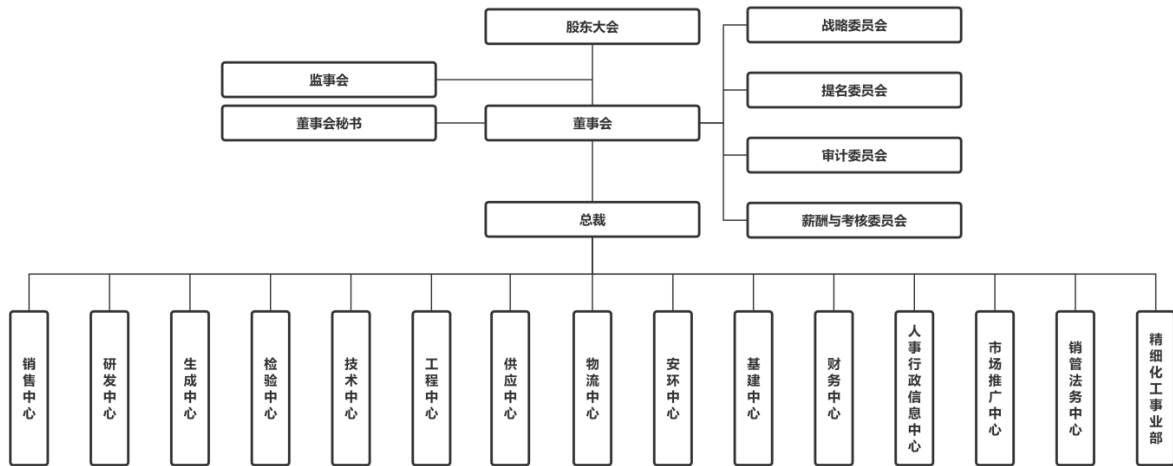 股东大会
战略委员会
监事会
提名委员会
董事会秘书
董事会
审计委员会
总裁
薪酬与考核委员会
销售中心
研发中心
生成中心
检验中心
技术中心
工程中心
供应中心
物流中心
安环中心
基建中心
财务中心
人事行政信息中心
市场推广中心
销管法务中心
精细化工事业部